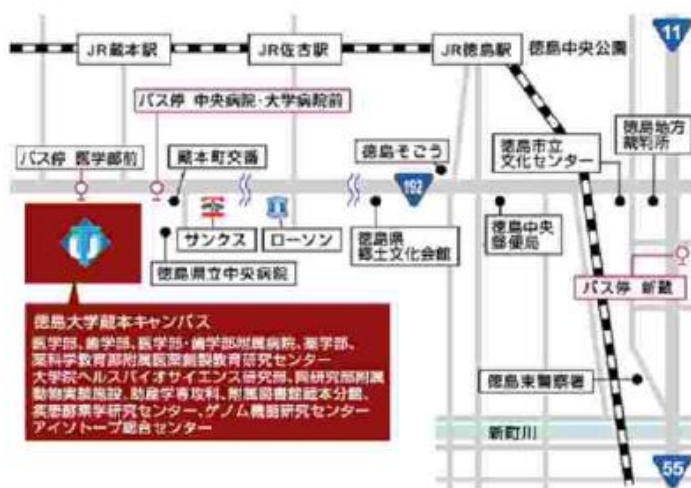 JR蔵本駅
JR佐古駅
JR徳島駅
徳島中央公園
11
バス停 中央病院・大学病院前
バス停 医学部前
蔵本町交番
徳島そごう
徳島市立
文化センター
徳島地方
裁判所
192
サンクス
ローソン
徳島県
郷土文化会館
徳島中央
郵便局
徳島県立中央病院
バス停 新蔵
徳島大学蔵本キャンパス
医学部、歯学部、医学部・歯学部附属病院、薬学部、
薬科学教育部附属医薬創製教育研究センター
大学院ヘルスバイオサイエンス研究部、同研究部附属
動物実験施設、助産学専攻科、附属図書館蔵本分館、
疾患酵素学研究センター、ゲノム機能研究センター
アイソトープ総合センター
徳島東警察署
新町川
55